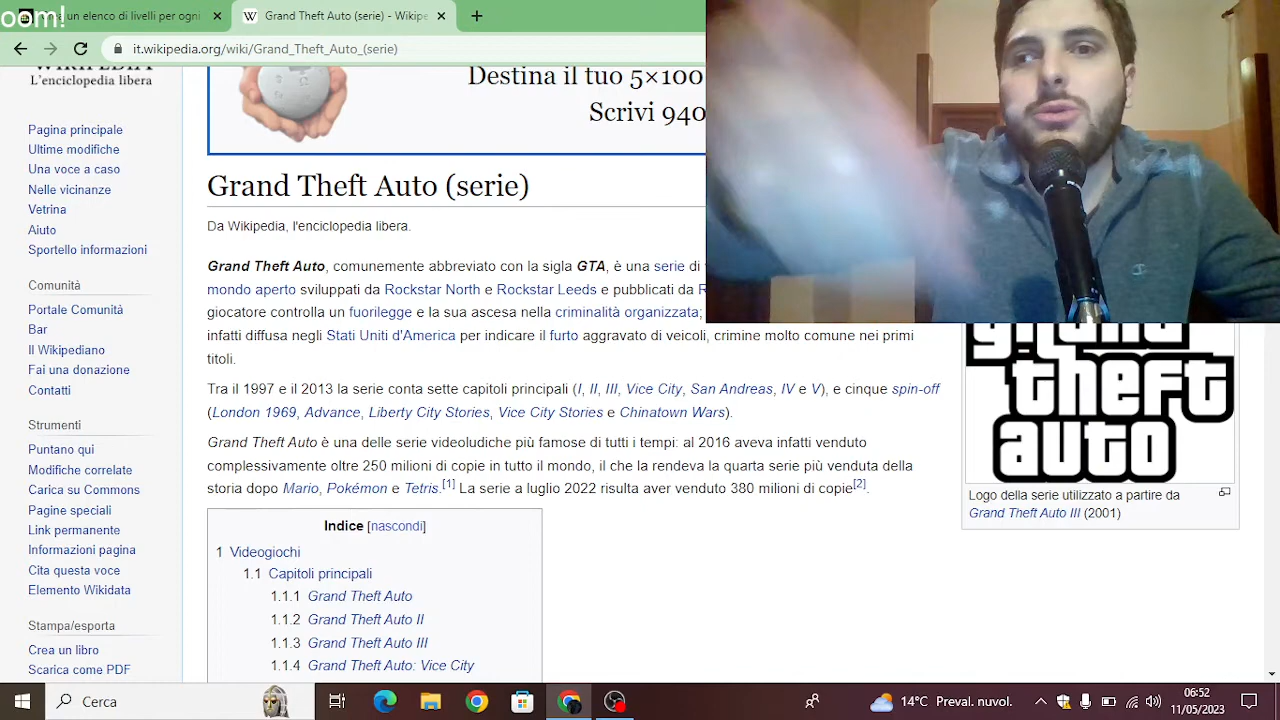 oom!
un elenco di livelli per ogni
W Grand Theft Auto (serie) - Wikipe
it.wikipedia.org/wiki/Grand_Theft_Auto_(serie)
WIKIPEDIA
L'enciclopedia libera
Destina il tuo 5×100
Scrivi 940
Pagina principale
Ultime modifiche
Una voce a caso
Nelle vicinanze
Vetrina
Aiuto
Sportello informazioni
Comunità
Portale Comunità
Bar
Il Wikipediano
Fai una donazione
Contatti
Strumenti
Puntano qui
Modifiche correlate
Carica su Commons
Pagine speciali
Link permanente
Informazioni pagina
Cita questa voce
Elemento Wikidata
Stampa/esporta
Crea un libro
Scarica come PDF
Grand Theft Auto (serie)
Da Wikipedia, l'enciclopedia libera.
Grand Theft Auto, comunemente abbreviato con la sigla GTA, è una serie di
mondo aperto sviluppati da Rockstar North e Rockstar Leeds e pubblicati da R
giocatore controlla un fuorilegge e la sua ascesa nella criminalità organizzata;
infatti diffusa negli Stati Uniti d'America per indicare il furto aggravato di veicoli, crimine molto comune nei primi
titoli.
Tra il 1997 e il 2013 la serie conta sette capitoli principali (I, II, III, Vice City, San Andreas, IV e V), e cinque spin-off
(London 1969, Advance, Liberty City Stories, Vice City Stories e Chinatown Wars).
Grand Theft Auto è una delle serie videoludiche più famose di tutti i tempi: al 2016 aveva infatti venduto
complessivamente oltre 250 milioni di copie in tutto il mondo, il che la rendeva la quarta serie più venduta della
storia dopo Mario, Pokémon e Tetris.[1] La serie a luglio 2022 risulta aver venduto 380 milioni di copie[2].
Indice [nascondi]
1 Videogiochi
1.1 Capitoli principali
1.1.1 Grand Theft Auto
1.1.2 Grand Theft Auto II
1.1.3 Grand Theft Auto III
1.1.4 Grand Theft Auto: Vice City
grand
theft
auto
Logo della serie utilizzato a partire da
Grand Theft Auto III (2001)
Cerca
14°C Preval. nuvol.
06:52
11/05/2023